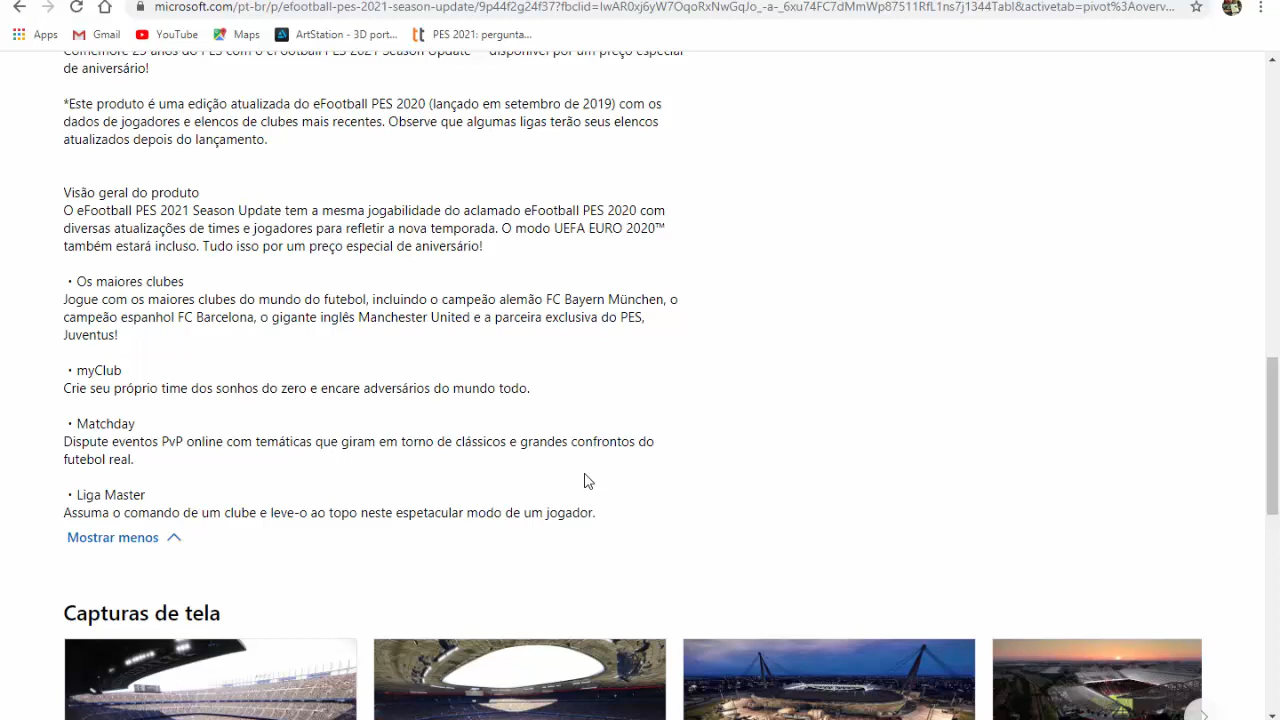 microsoft.com/pt-br/p/efootball-pes-2021-season-update/9p44f2g24f37?fbclid=IwAR0xj6yW7OqoRxNwGqJo_-a-_6xu74FC7dMmWp87511RfL1ns7j1344TabI&activetab=pivot%3Aoverv...
Apps Gmail YouTube Maps ArtStation - 3D port... tt PES 2021: pergunta...
Comemore 25 anos do PES com o eFootball PES 2021 Season Update disponível por um preço especial
de aniversário!
*Este produto é uma edição atualizada do eFootball PES 2020 (lançado em setembro de 2019) com os
dados de jogadores e elencos de clubes mais recentes. Observe que algumas ligas terão seus elencos
atualizados depois do lançamento.
Visão geral do produto
O eFootball PES 2021 Season Update tem a mesma jogabilidade do aclamado eFootball PES 2020 com
diversas atualizações de times e jogadores para refletir a nova temporada. O modo UEFA EURO 2020™
também estará incluso. Tudo isso por um preço especial de aniversário!
・Os maiores clubes
Jogue com os maiores clubes do mundo do futebol, incluindo o campeão alemão FC Bayern München, o
campeão espanhol FC Barcelona, o gigante inglês Manchester United e a parceira exclusiva do PES,
Juventus!
・myClub
Crie seu próprio time dos sonhos do zero e encare adversários do mundo todo.
・Matchday
Dispute eventos PvP online com temáticas que giram em torno de clássicos e grandes confrontos do
futebol real.
・Liga Master
Assuma o comando de um clube e leve-o ao topo neste espetacular modo de um jogador.
Mostrar menos
Capturas de tela